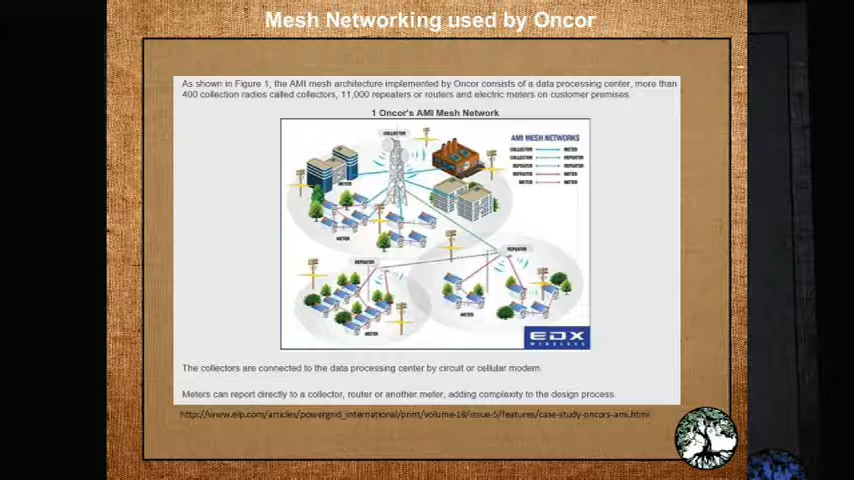 Mesh Networking used by Oncor
As shown in Figure 1, the AMI mesh architecture implemented by Oncor consists of a data processing center, more than
400 collection radios called collectors, 11,000 repeaters or routers and electric meters on customer premises.
1 Oncor's AMI Mesh Network
COLLECTOR
AMI MESH NETWORKS
COLLECTOR METER
COLLECTOR REPEATER
REPEATER REPEATER
REPEATER METER
METER METER
METER
METER
REPEATER
REPEATER
METER
METER
EDX
WIRELESS
The collectors are connected to the data processing center by circuit or cellular modem.
Meters can report directly to a collector, router or another meter, adding complexity to the design process.
http://www.elp.com/articles/powergrid_international/print/volume-18/issue-5/features/case-study-oncors-ami.html